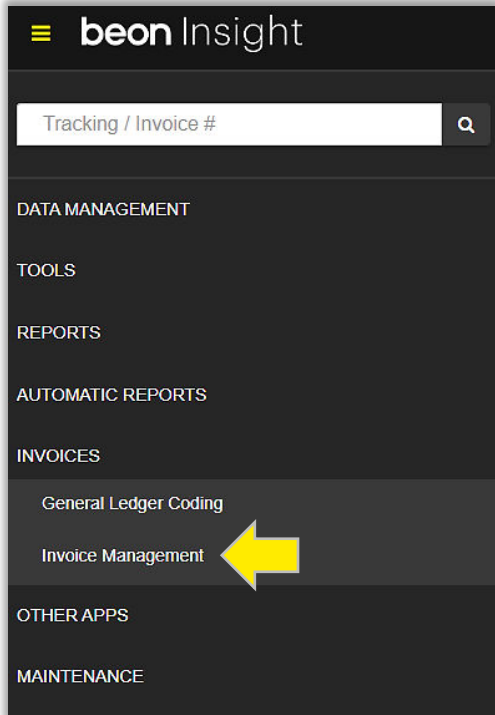 beon Insight
Tracking / Invoice #
DATA MANAGEMENT
TOOLS
REPORTS
AUTOMATIC REPORTS
INVOICES
General Ledger Coding
Invoice Management
OTHER APPS
MAINTENANCE